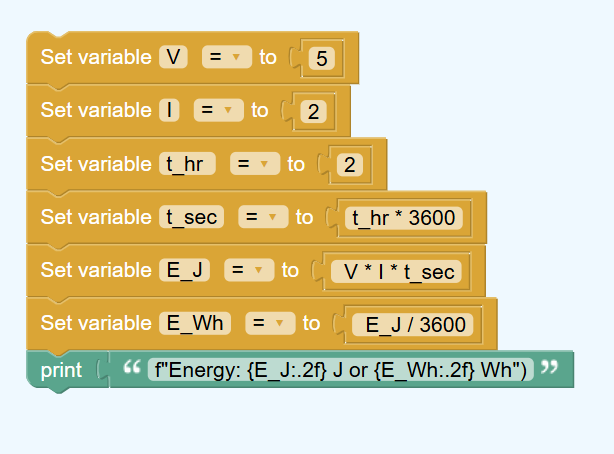 Set variable V = to 5
Set variable I = to 2
Set variable t_hr = to 2
Set variable t_sec = to t_hr * 3600
Set variable E_J = to V * I * t_sec
Set variable E_Wh = to E_J / 3600
print “ f"Energy: {E_J:.2f} J or {E_Wh:.2f} Wh") ”